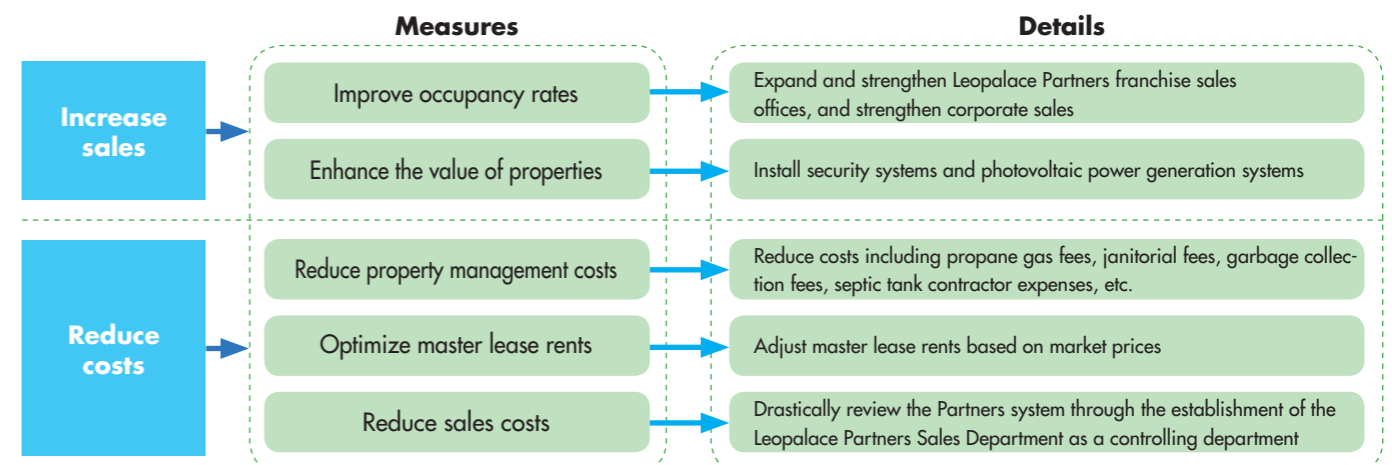 Measures
Details
Increase
sales
Improve occupancy rates
Expand and strengthen Leopalace Partners franchise sales
offices, and strengthen corporate sales
Enhance the value of properties
Install security systems and photovoltaic power generation systems
Reduce
costs
Reduce property management costs
Reduce costs including propane gas fees, janitorial fees, garbage collec-
tion fees, septic tank contractor expenses, etc.
Optimize master lease rents
Adjust master lease rents based on market prices
Reduce sales costs
Drastically review the Partners system through the establishment of the
Leopalace Partners Sales Department as a controlling department